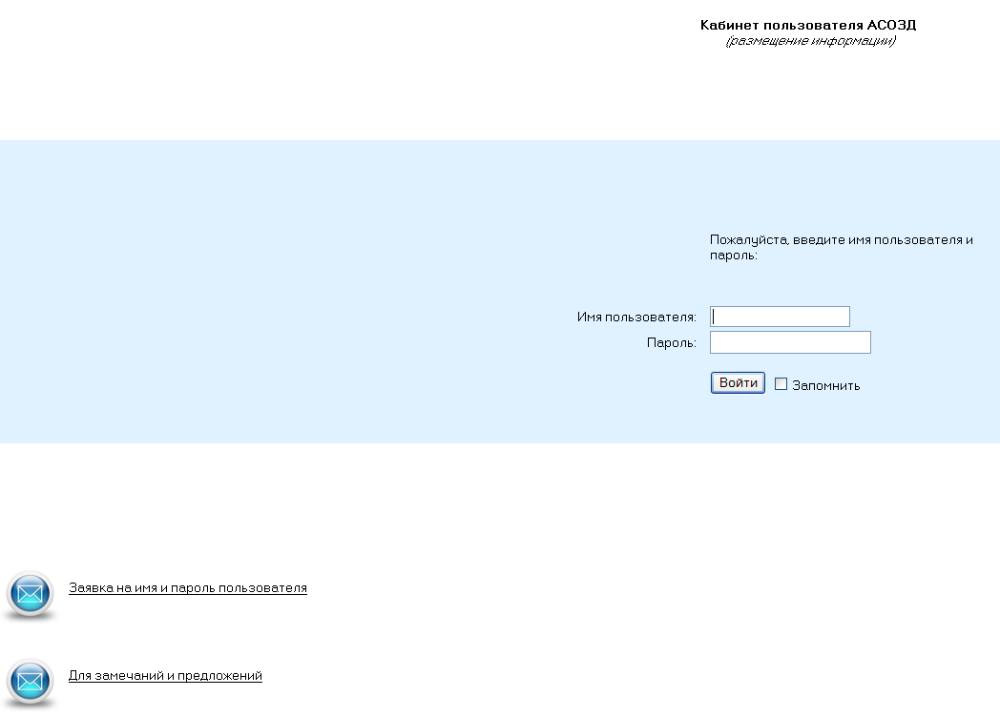 Кабинет пользователя АСОЗД
(размещение информации)
Пожалуйста, введите имя пользователя и
пароль:
Имя пользователя:
Пароль:
Войти Запомнить
Заявка на имя и пароль пользователя
Для замечаний и предложений